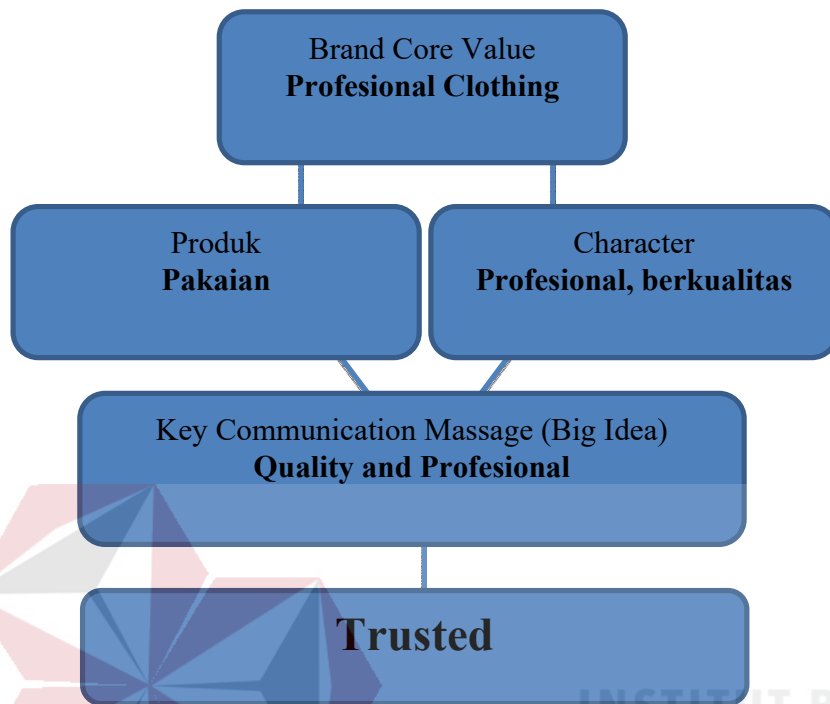 Brand Core Value
Profesional Clothing
Produk
Pakaian
Character
Profesional, berkualitas
Key Communication Massage (Big Idea)
Quality and Profesional
Trusted
INSTITUT